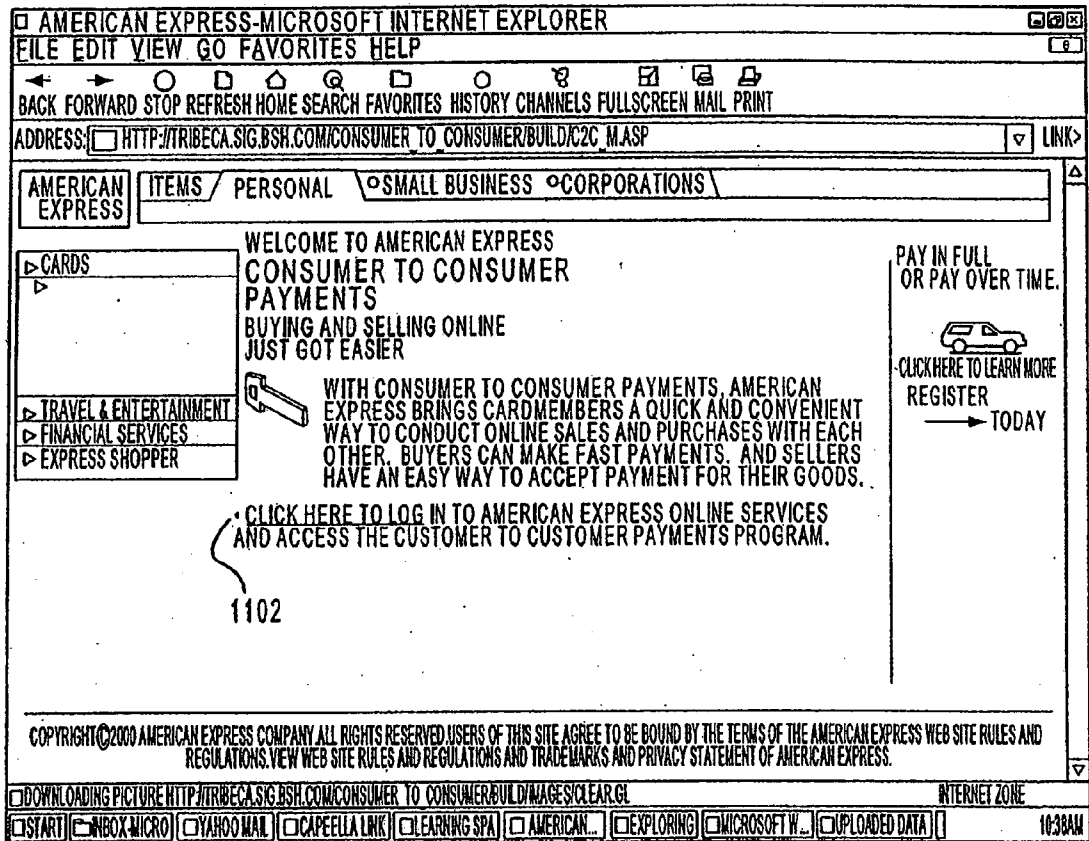 AMERICAN EXPRESS-MICROSOFT INTERNET EXPLORER
FILE EDIT VIEW GO FAVORITES HELP
BACK FORWARD STOP REFRESH HOME SEARCH FAVORITES HISTORY CHANNELS FULLSCREEN MAIL PRINT
ADDRESS: HTTP://TRIBECA.SIG.BSH.COM/CONSUMER_TO_CONSUMER/BUILD/C2C_M.ASP LINK>
AMERICAN EXPRESS
ITEMS / PERSONAL \ SMALL BUSINESS CORPORATIONS \
CARDS
TRAVEL & ENTERTAINMENT
FINANCIAL SERVICES
EXPRESS SHOPPER
WELCOME TO AMERICAN EXPRESS
CONSUMER TO CONSUMER
PAYMENTS
BUYING AND SELLING ONLINE
JUST GOT EASIER
WITH CONSUMER TO CONSUMER PAYMENTS, AMERICAN
EXPRESS BRINGS CARDMEMBERS A QUICK AND CONVENIENT
WAY TO CONDUCT ONLINE SALES AND PURCHASES WITH EACH
OTHER. BUYERS CAN MAKE FAST PAYMENTS. AND SELLERS
HAVE AN EASY WAY TO ACCEPT PAYMENT FOR THEIR GOODS.
CLICK HERE TO LOG IN TO AMERICAN EXPRESS ONLINE SERVICES
AND ACCESS THE CUSTOMER TO CUSTOMER PAYMENTS PROGRAM.
1102
PAY IN FULL
OR PAY OVER TIME.
CLICK HERE TO LEARN MORE
REGISTER
TODAY
COPYRIGHT©2000 AMERICAN EXPRESS COMPANY ALL RIGHTS RESERVED.USERS OF THIS SITE AGREE TO BE BOUND BY THE TERMS OF THE AMERICAN EXPRESS WEB SITE RULES AND
REGULATIONS.VIEW WEB SITE RULES AND REGULATIONS AND TRADEMARKS AND PRIVACY STATEMENT OF AMERICAN EXPRESS.
DOWNLOADING PICTURE HTTP://TRIBECA.SIG.BSH.COM/CONSUMER_TO_CONSUMER/BUILD/IMAGES/CLEAR.GL INTERNET ZONE
START INBOX-MICRO YAHOO MAIL CAPEELLA LINK LEARNING SPA AMERICAN... EXPLORING MICROSOFT W... UPLOADED DATA 10:38AM